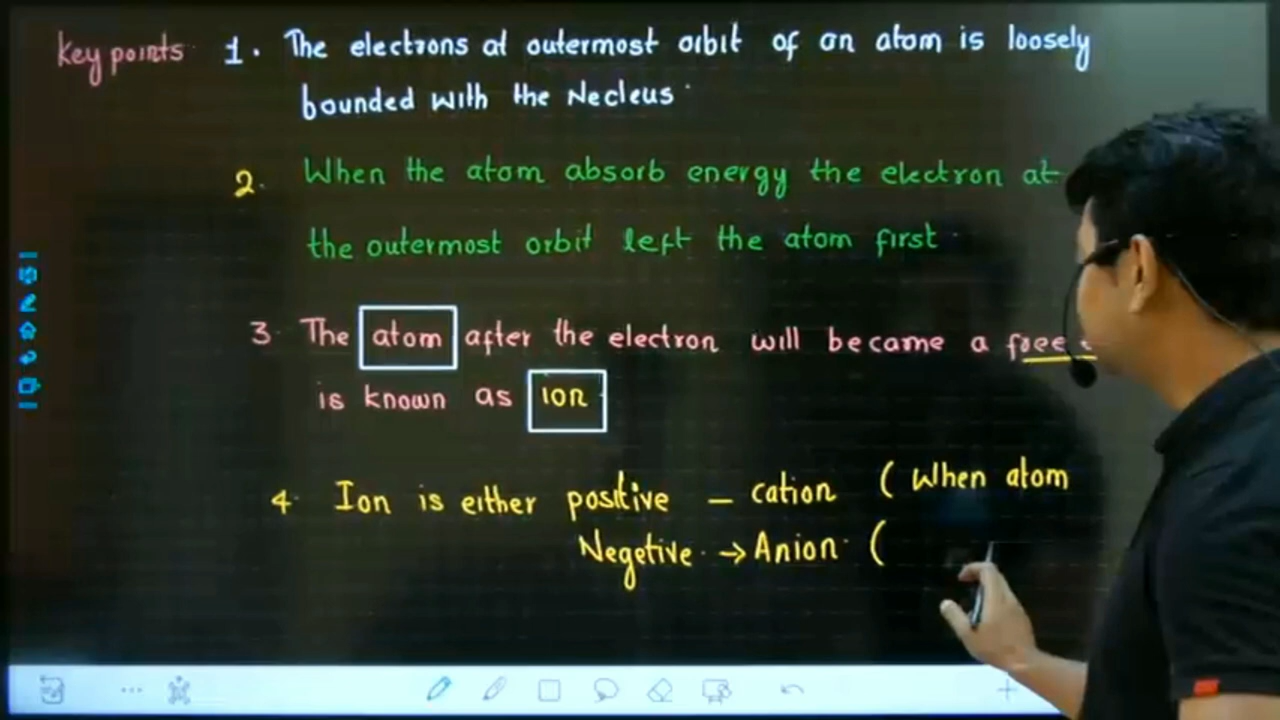 Key points 1. The electrons at outermost orbit of an atom is loosely
bounded with the Necleus
2. When the atom absorb energy the electron at
the outermost orbit left the atom first
3 The atom after the electron will became a free
is known as ion
4 Ion is either positive - cation ( When atom
Negetive → Anion (